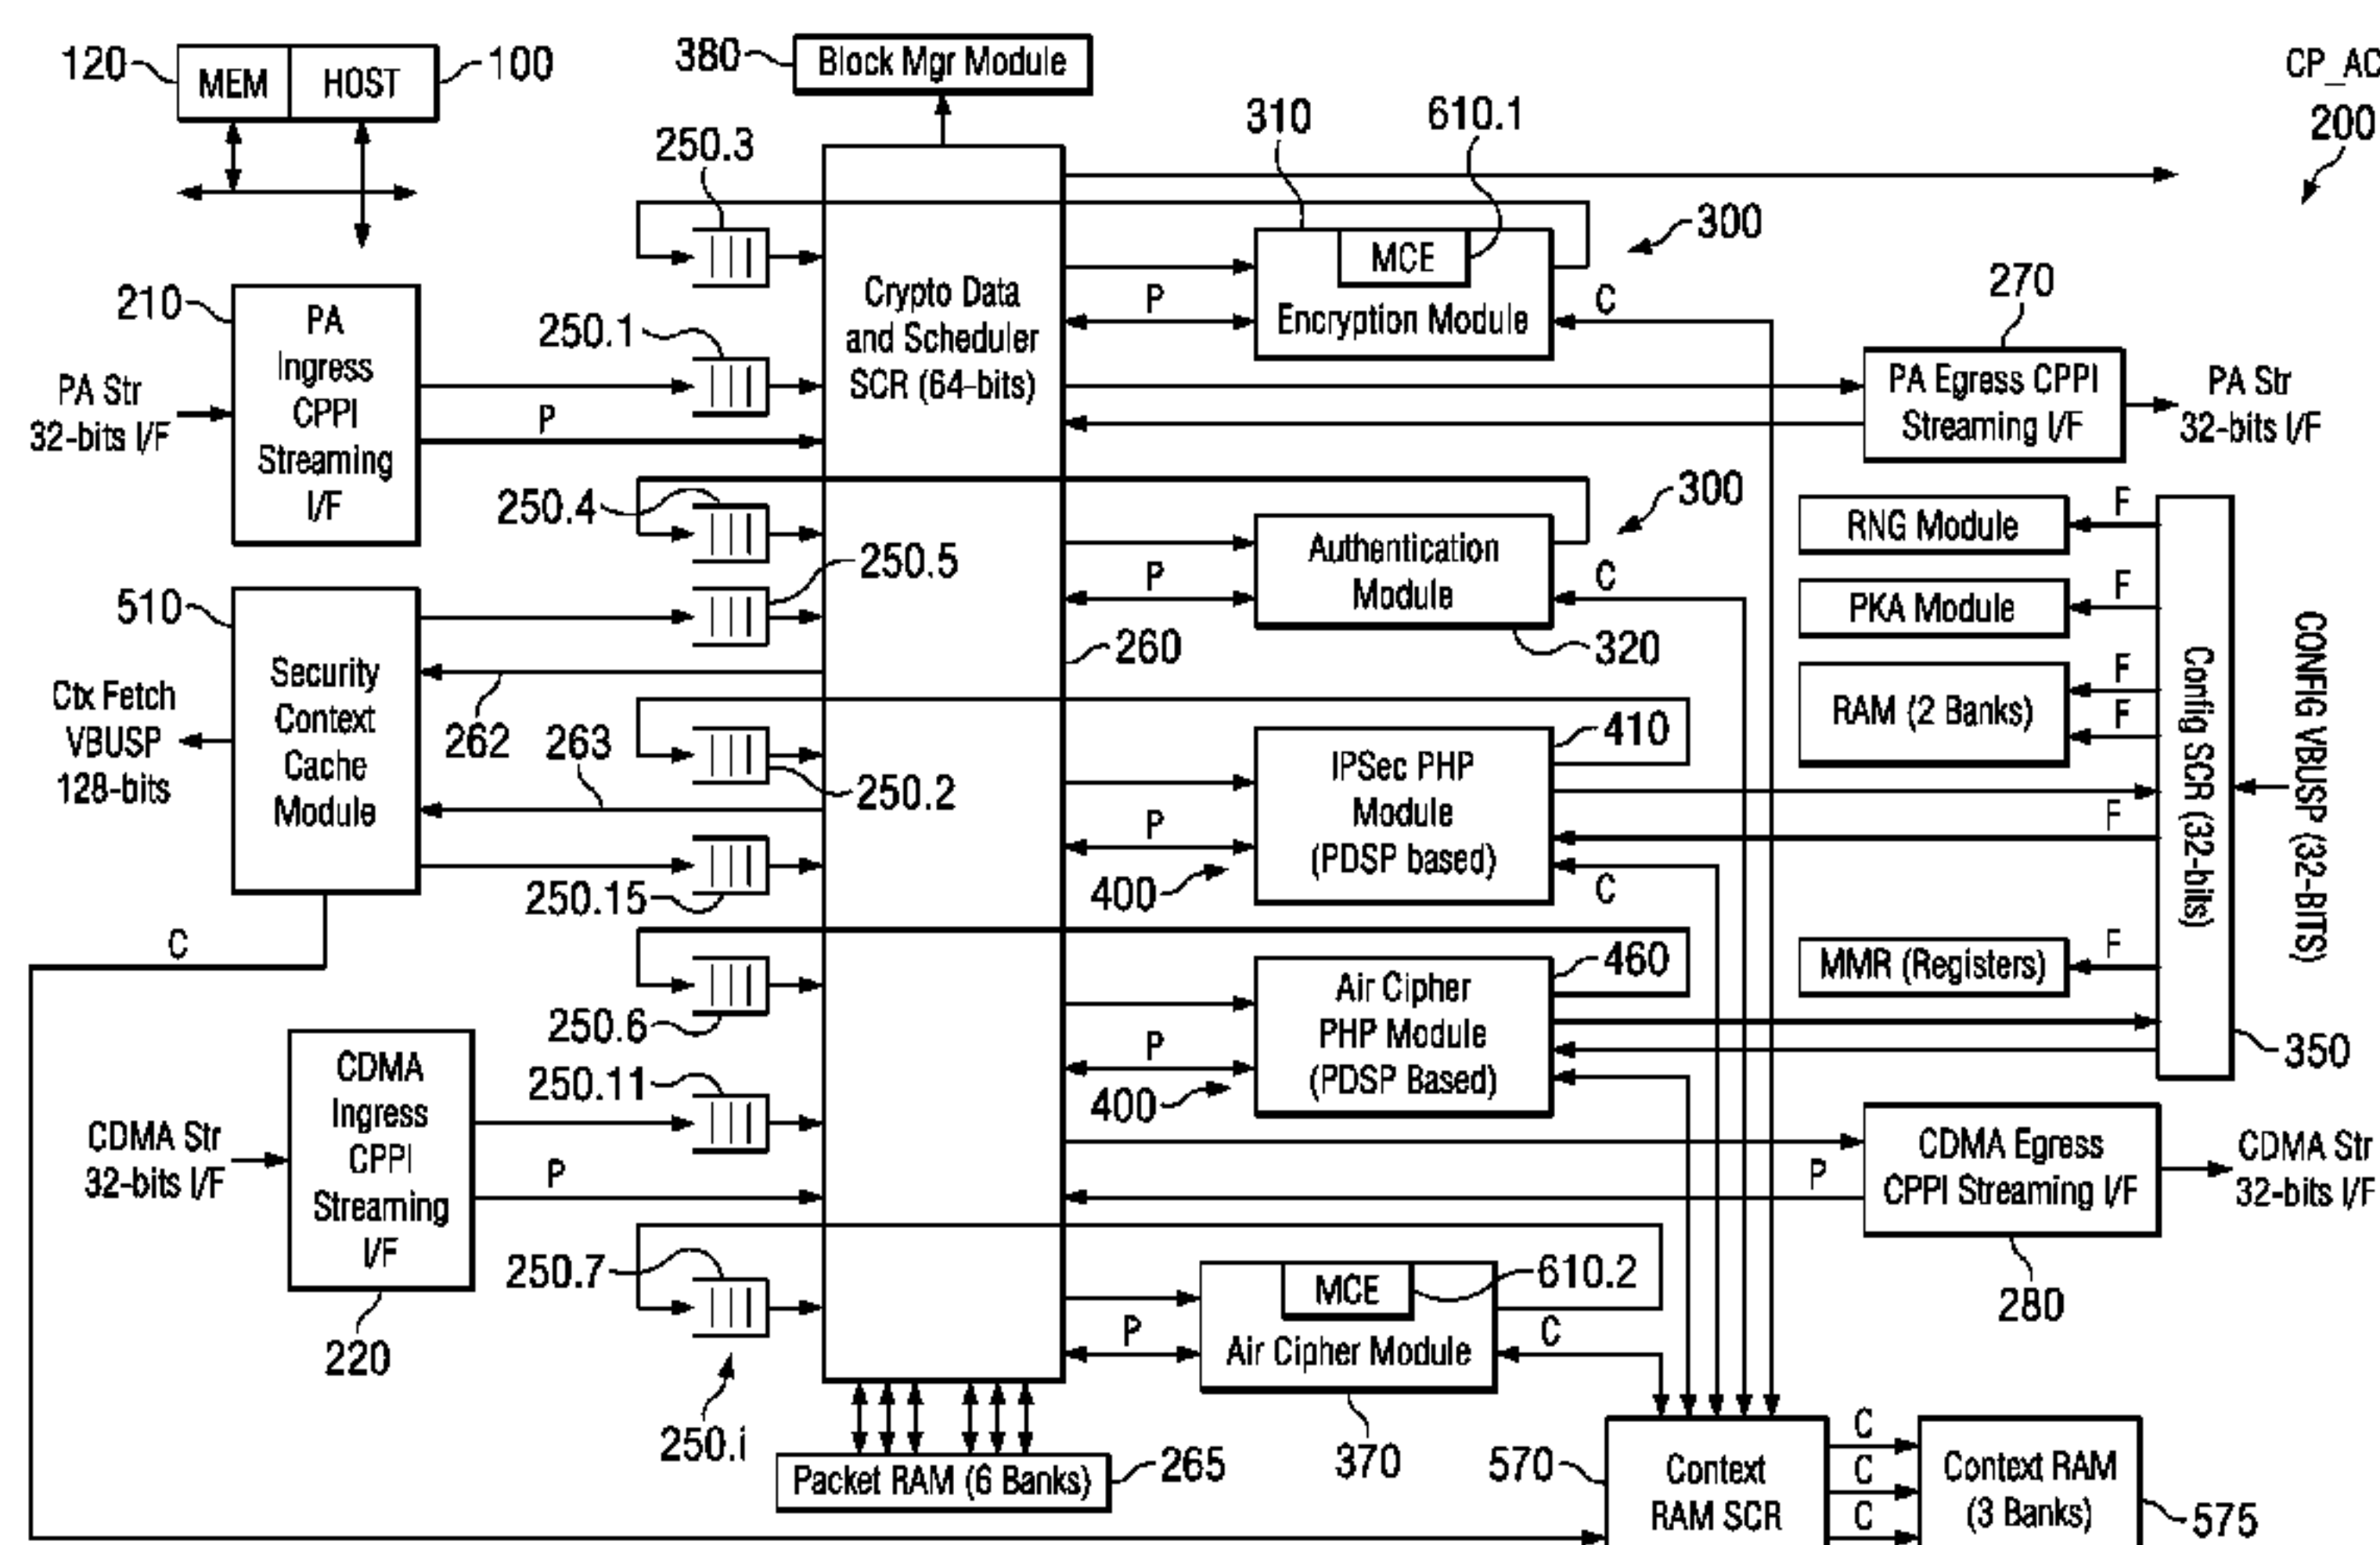 120
MEM
HOST
100
380
Block Mgr Module
CP_AC
200
250.3
310
610.1
300
MCE
Encryption Module
P
C
210
PA
Ingress
CPPI
Streaming
I/F
PA Str
32-bits I/F
P
250.1
Crypto Data
and Scheduler
SCR (64-bits)
270
PA Egress CPPI
Streaming I/F
PA Str
32-bits I/F
250.4
250.5
300
Authentication
Module
P
C
320
260
RNG Module
F
PKA Module
F
RAM (2 Banks)
F
F
MMR (Registers)
F
Config SCR (32-bits)
CONFIG VBUSP (32-BITS)
350
510
Security
Context
Cache
Module
Ctx Fetch
VBUSP
128-bits
262
263
250.2
250.15
C
410
IPSec PHP
Module
(PDSP based)
P
F
C
400
250.6
460
Air Cipher
PHP Module
(PDSP Based)
P
400
250.11
CDMA
Ingress
CPPI
Streaming
I/F
CDMA Str
32-bits I/F
P
220
CDMA Egress
CPPI Streaming I/F
P
CDMA Str
32-bits I/F
280
250.7
250.i
MCE
610.2
Air Cipher Module
P
C
370
Packet RAM (6 Banks)
265
570
Context
RAM SCR
C
C
C
Context RAM
(3 Banks)
575